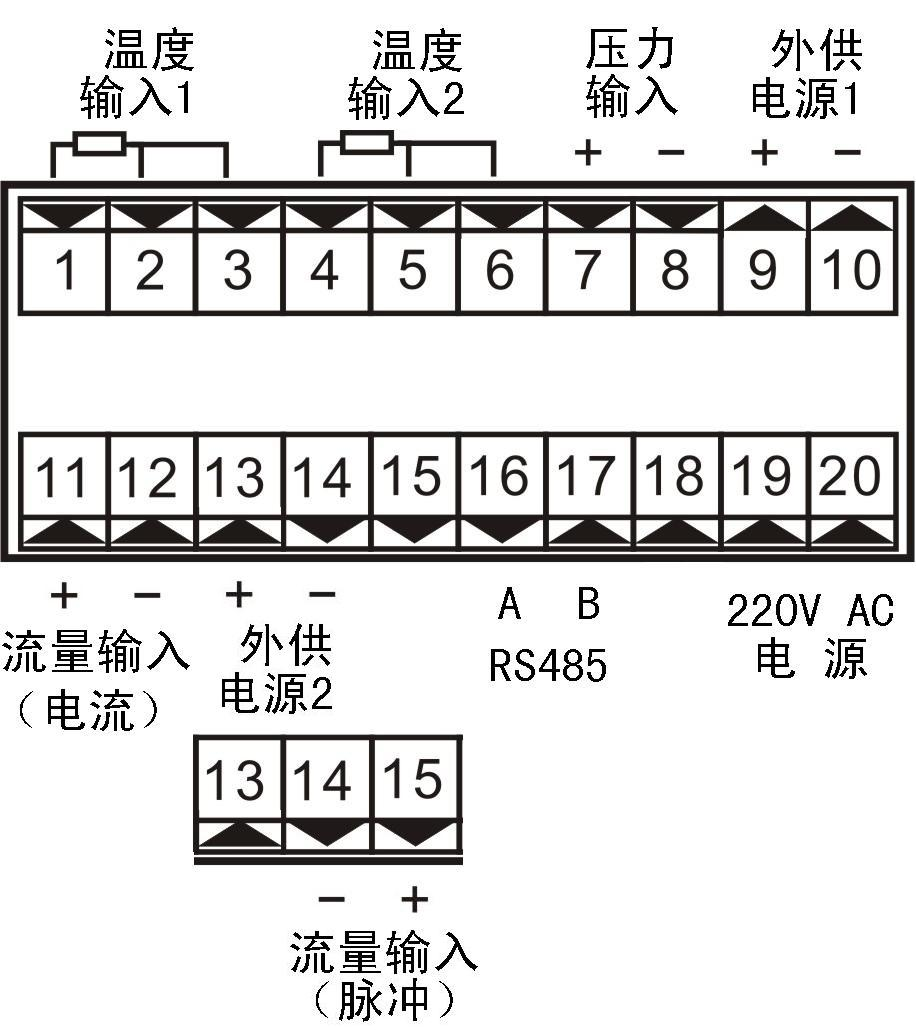 温度 温度 压力 外供
输入1 输入2 输入 电源1
+ − + −
1 2 3 4 5 6 7 8 9 10
11 12 13 14 15 16 17 18 19 20
+ − + −
A B
220V AC
流量输入 外供
RS485
电 源
（电流） 电源2
13 14 15
− +
流量输入
（脉冲）